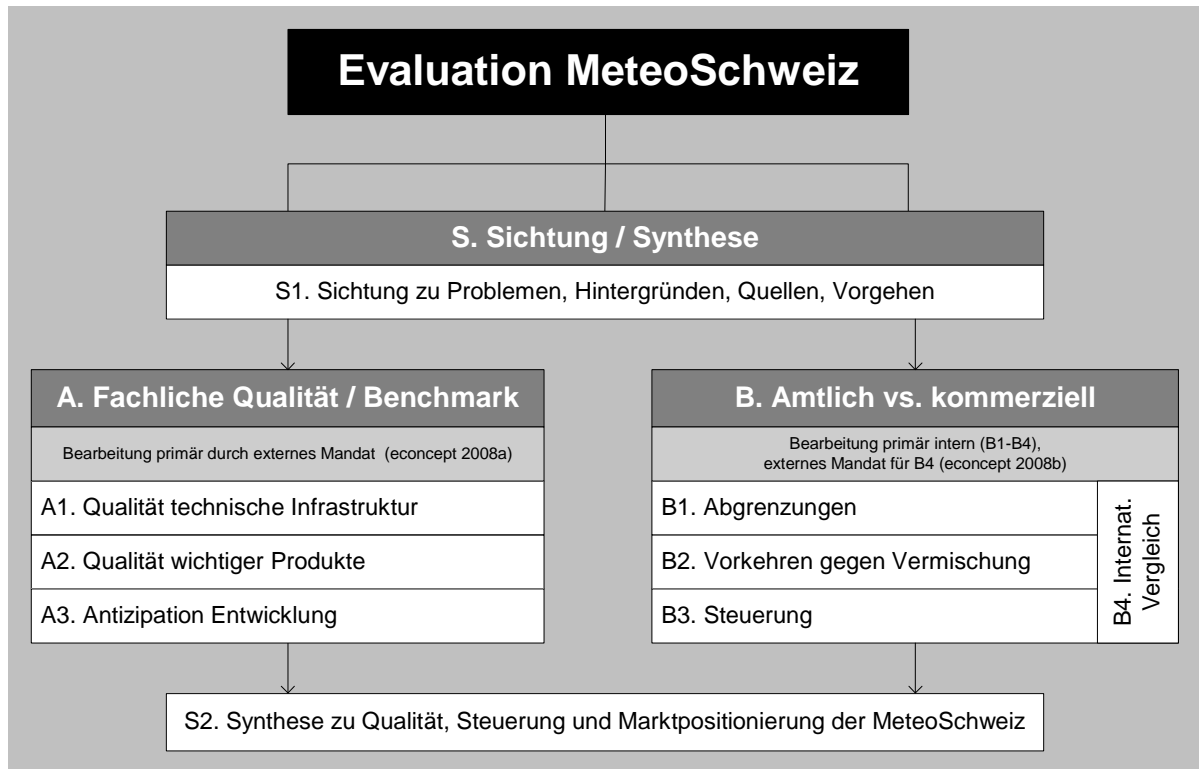 Evaluation MeteoSchweiz
S. Sichtung / Synthese
S1. Sichtung zu Problemen, Hintergründen, Quellen, Vorgehen
A. Fachliche Qualität / Benchmark
Bearbeitung primär durch externes Mandat (econcept 2008a)
A1. Qualität technische Infrastruktur
A2. Qualität wichtiger Produkte
A3. Antizipation Entwicklung
B. Amtlich vs. kommerziell
Bearbeitung primär intern (B1-B4),
externes Mandat für B4 (econcept 2008b)
B1. Abgrenzungen
B2. Vorkehren gegen Vermischung
B3. Steuerung
B4. Internat.
Vergleich
S2. Synthese zu Qualität, Steuerung und Marktpositionierung der MeteoSchweiz